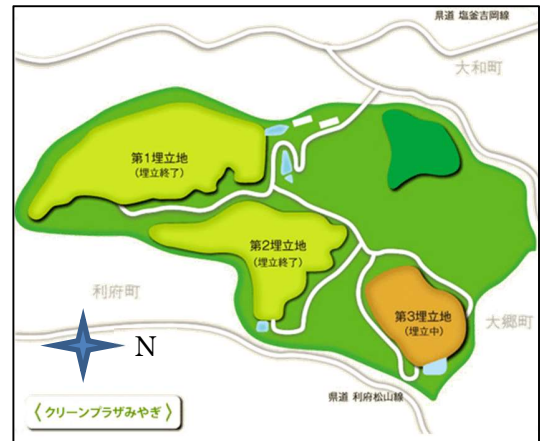 県道 塩釜吉岡線
大和町
第1埋立地
(埋立終了)
第2埋立地
(埋立終了)
利府町
第3埋立地
(埋立中)
大郷町
N
県道 利府松山線
〈クリーンプラザみやぎ〉